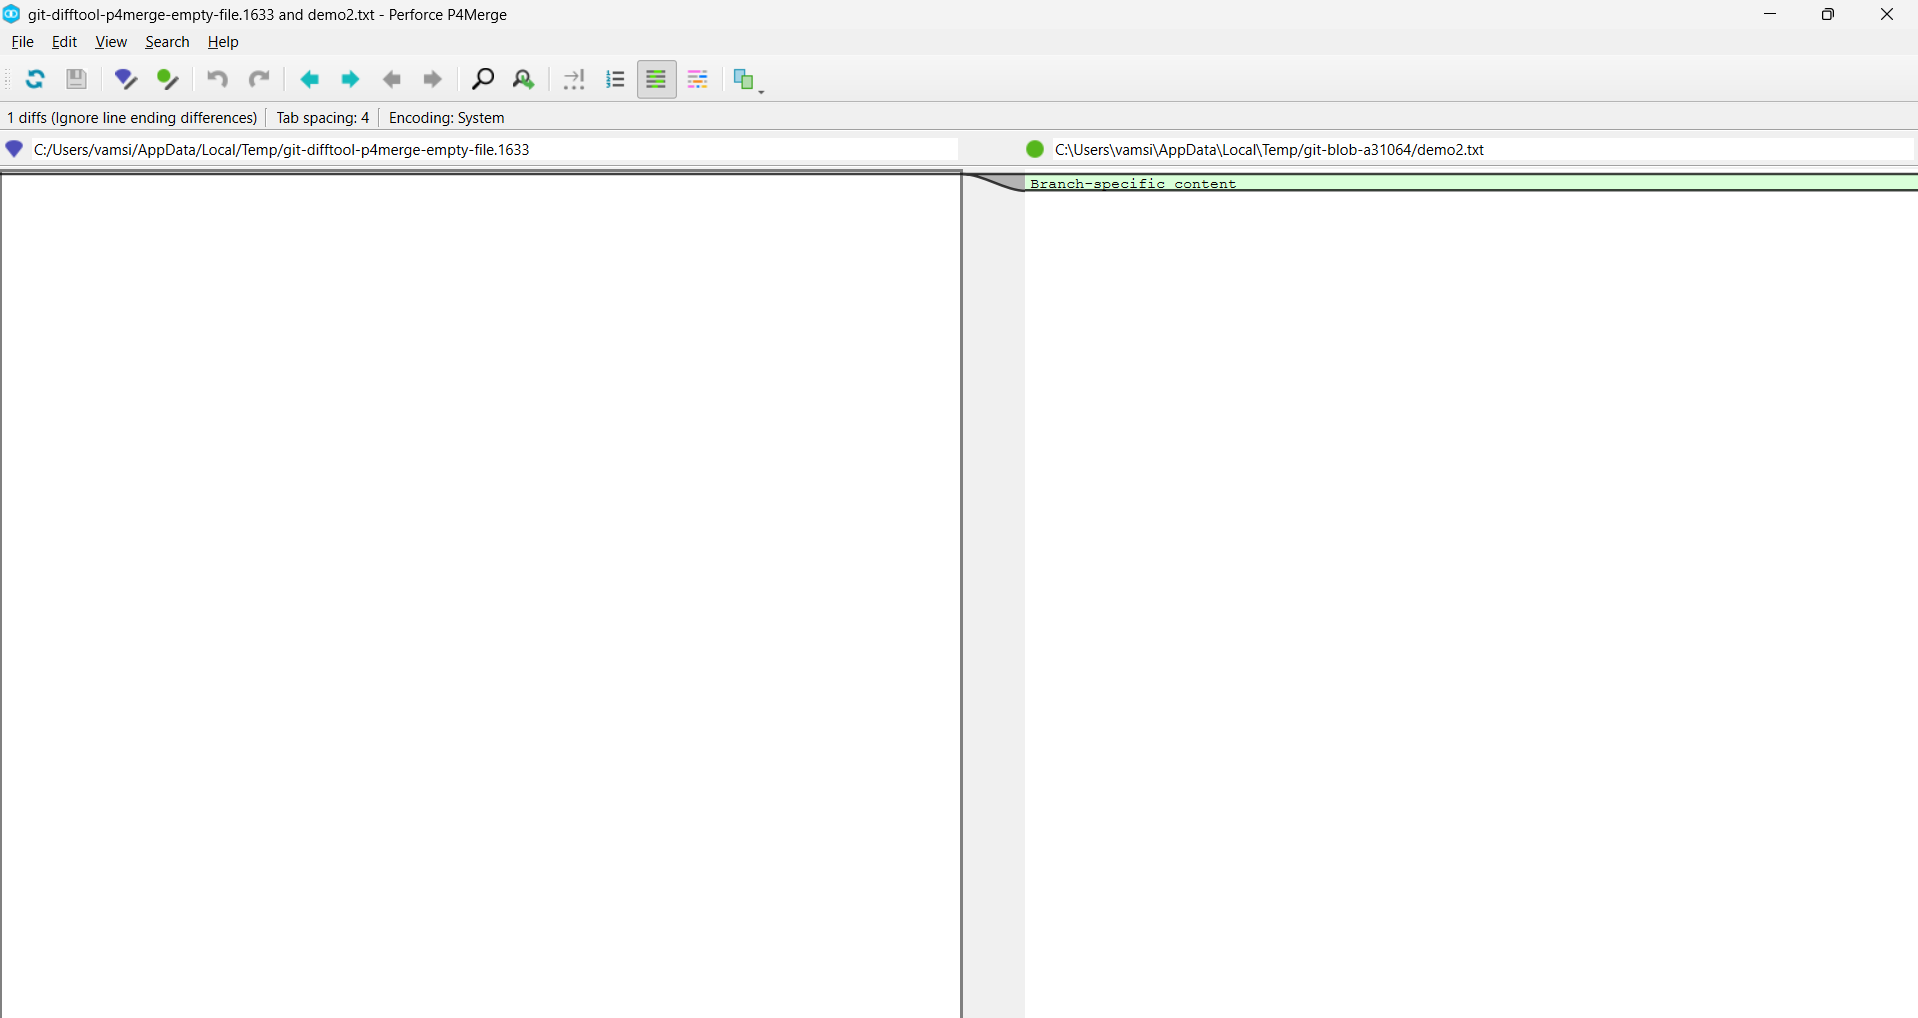 git-difftool-p4merge-empty-file.1633 and demo2.txt - Perforce P4Merge
File Edit View Search Help
1 diffs (Ignore line ending differences) Tab spacing: 4 Encoding: System
C:/Users/vamsi/AppData/Local/Temp/git-difftool-p4merge-empty-file.1633
C:\Users\vamsi\AppData\Local\Temp/git-blob-a31064/demo2.txt
Branch-specific content